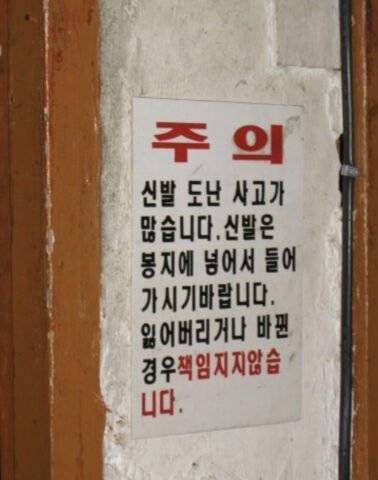 주 의
신발 도난 사고가
많습니다.신발은
봉지에 넣어서 들어
가시기바랍니다.
잃어버리거나 바뀐
경우책임지지않습
니다.